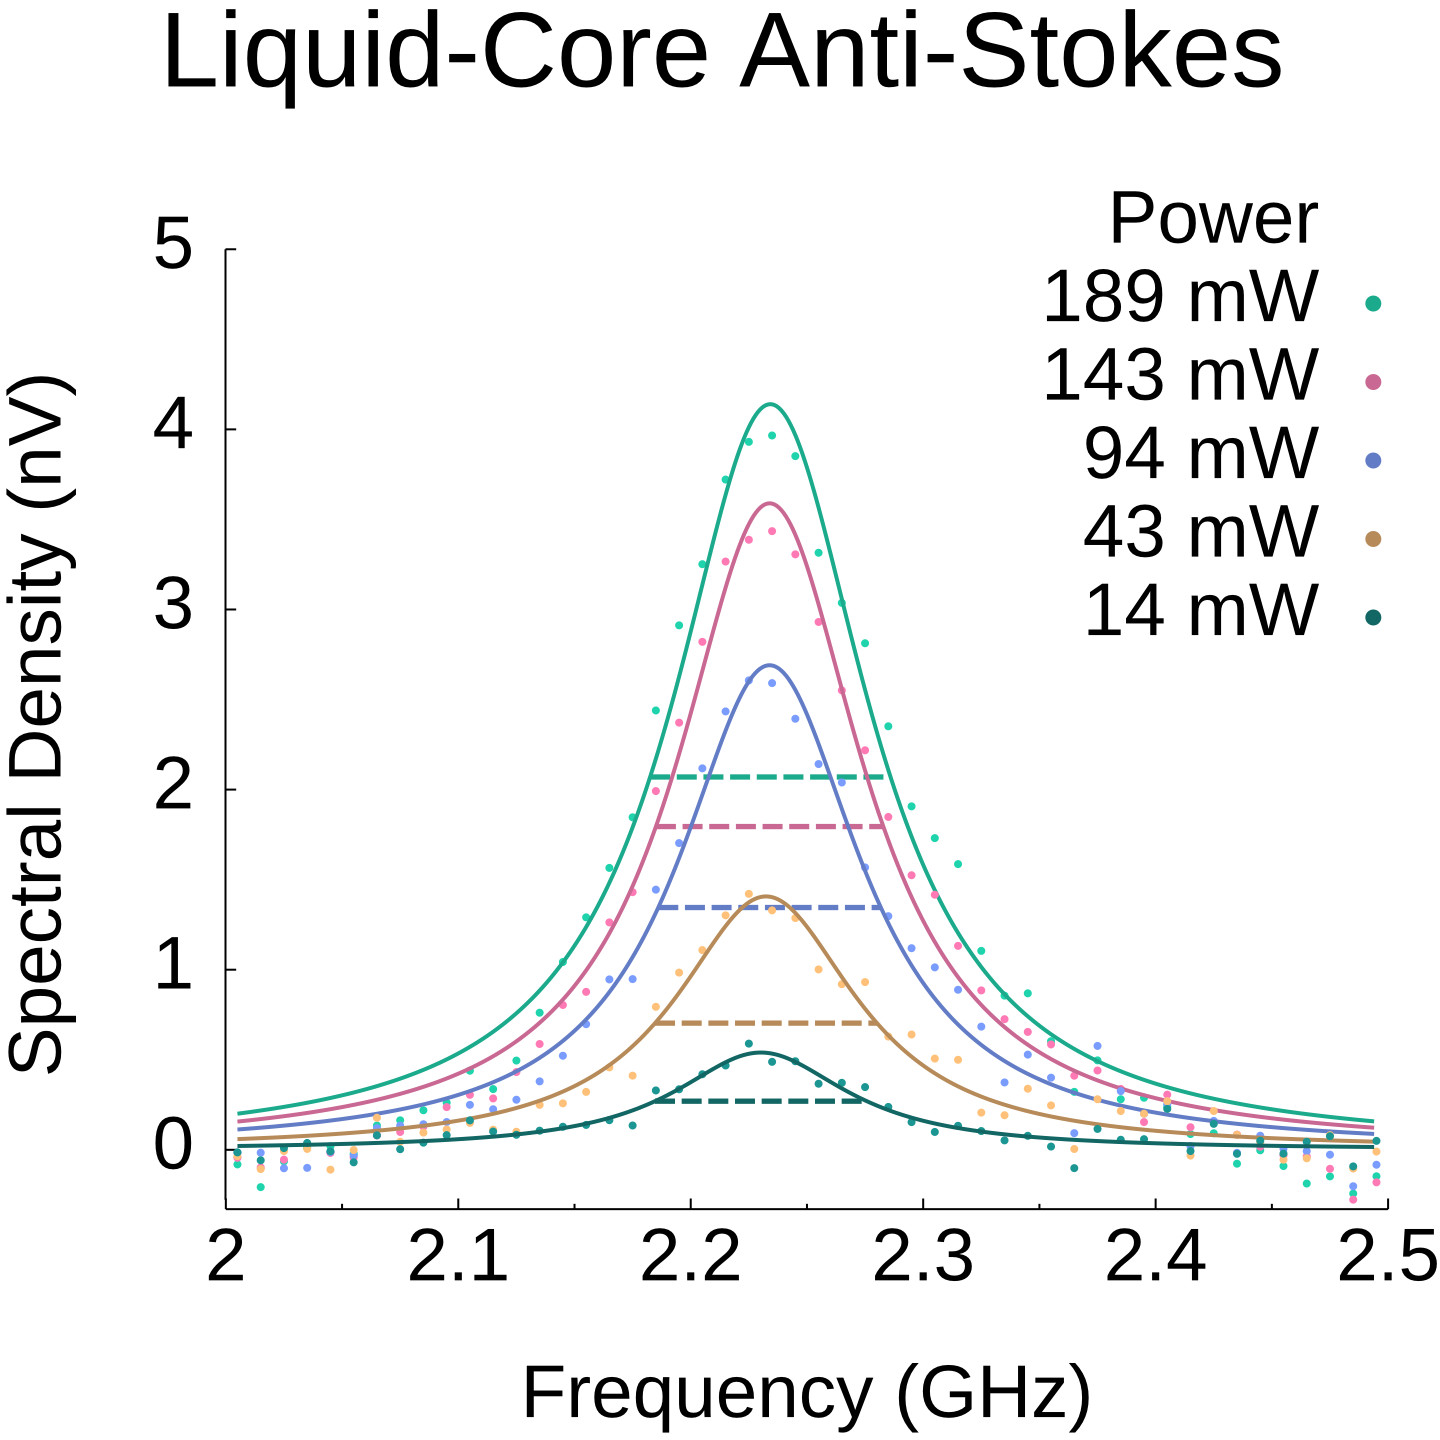 Liquid-Core Anti-Stokes
Power
189 mW
143 mW
94 mW
43 mW
14 mW
5
4
3
2
1
0
Spectral Density (nV)
2 2.1 2.2 2.3 2.4 2.5
Frequency (GHz)